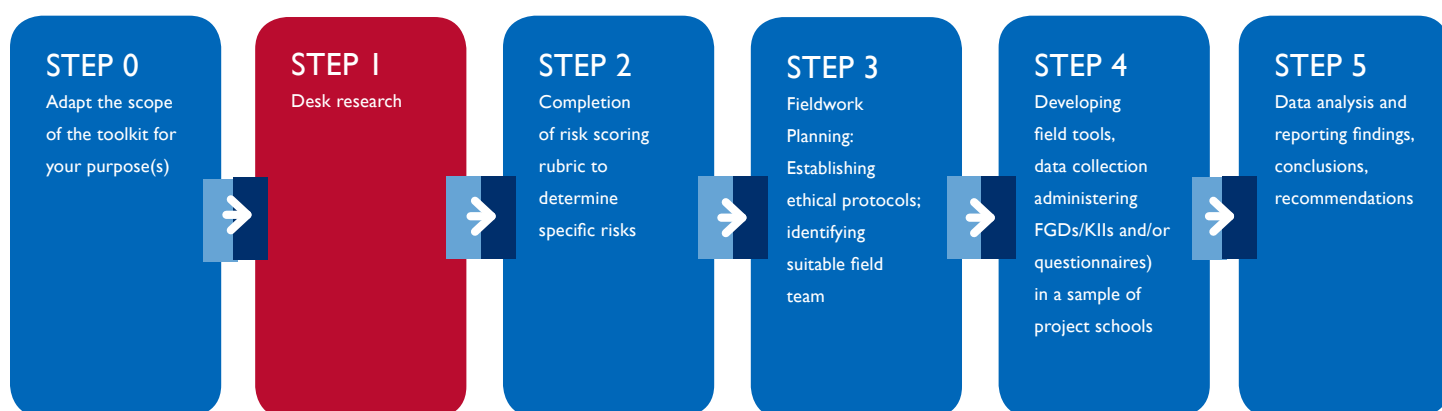 STEP 0
Adapt the scope
of the toolkit for
your purpose(s)
STEP 1
Desk research
STEP 2
Completion
of risk scoring
rubric to
determine
specific risks
STEP 3
Fieldwork
Planning:
Establishing
ethical protocols;
identifying
suitable field
team
STEP 4
Developing
field tools,
data collection
administering
FGDs/KIIs and/or
questionnaires)
in a sample of
project schools
STEP 5
Data analysis and
reporting findings,
conclusions,
recommendations